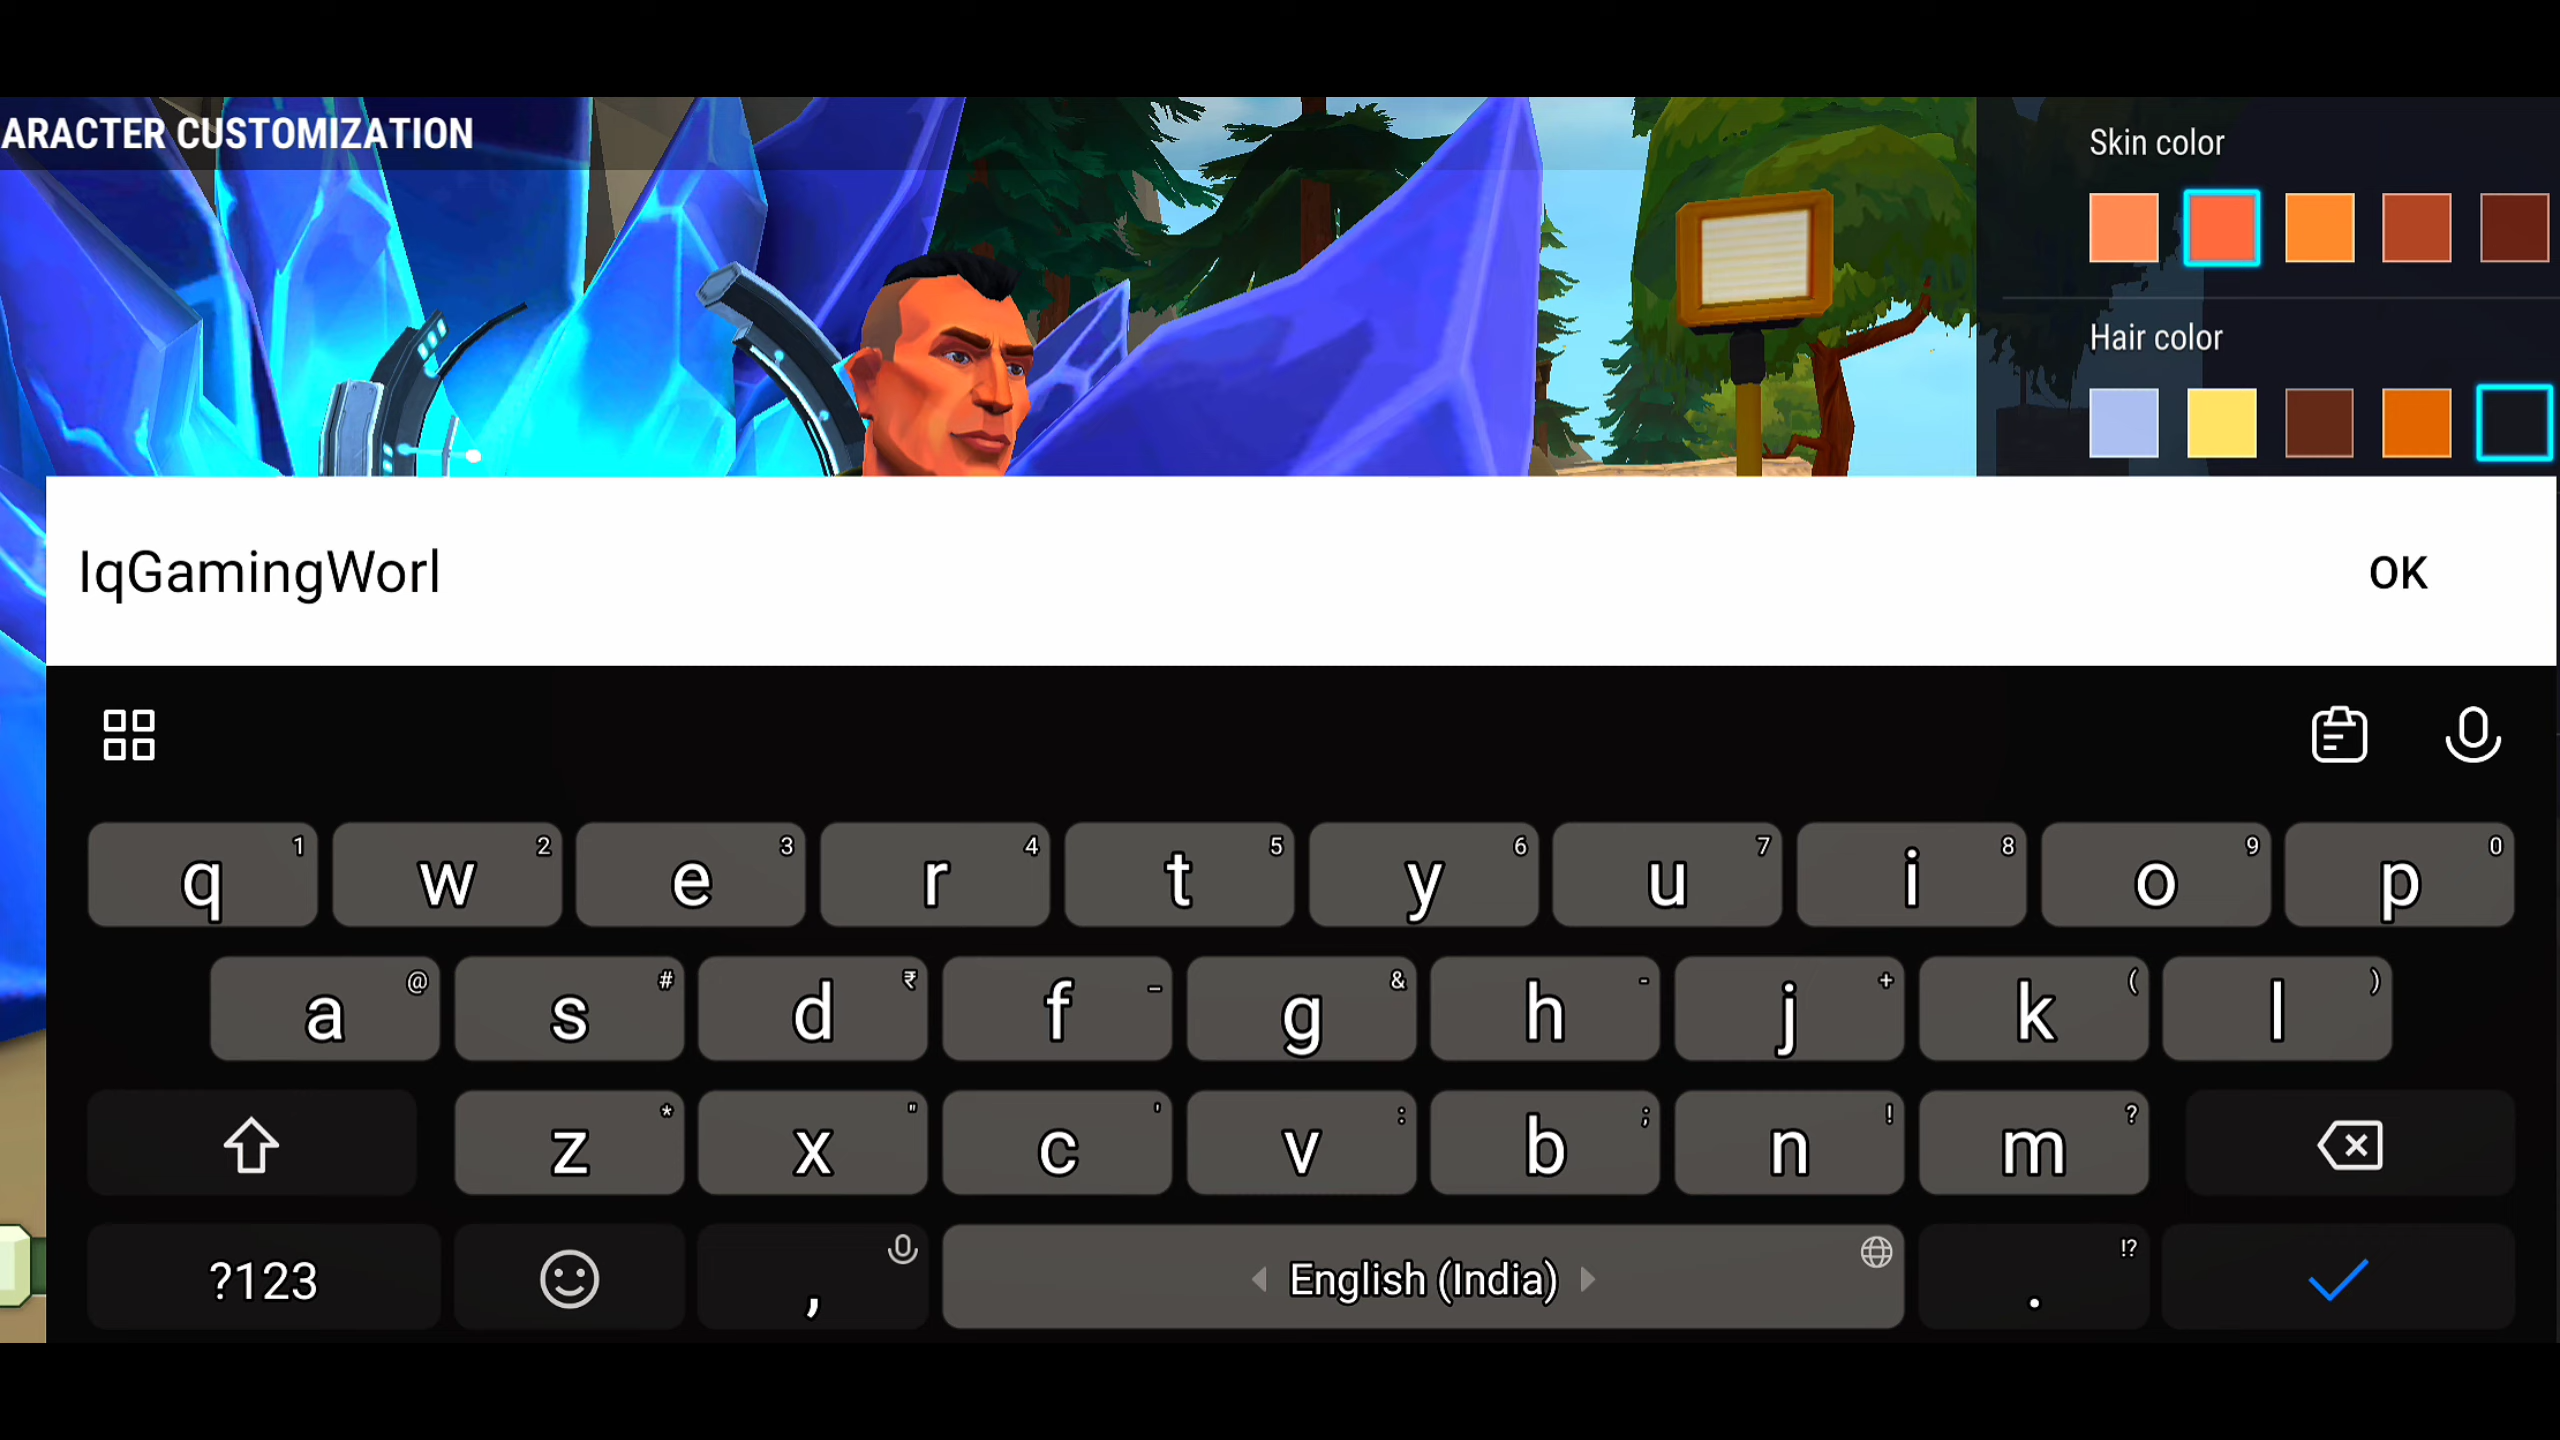 ARACTER CUSTOMIZATION
Skin color
Hair color
IqGamingWorl
OK
1 2 3 4 5 6 7 8 9 0
q w e r t y u i o p
@ # ₹ _ & - + ( )
a s d f g h j k l
* " ' : ; ! ?
z x c v b n m
?123 , English (India) . !?